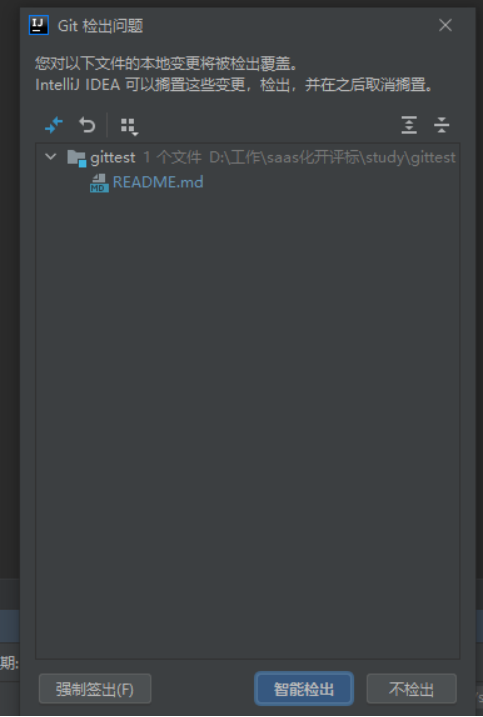 IJ Git 检出问题
您对以下文件的本地变更将被检出覆盖。
IntelliJ IDEA 可以搁置这些变更，检出，并在之后取消搁置。
gittest 1 个文件 D:\工作\saas化开评标\study\gittest
MD README.md
期:
强制签出(F) 智能检出 不检出